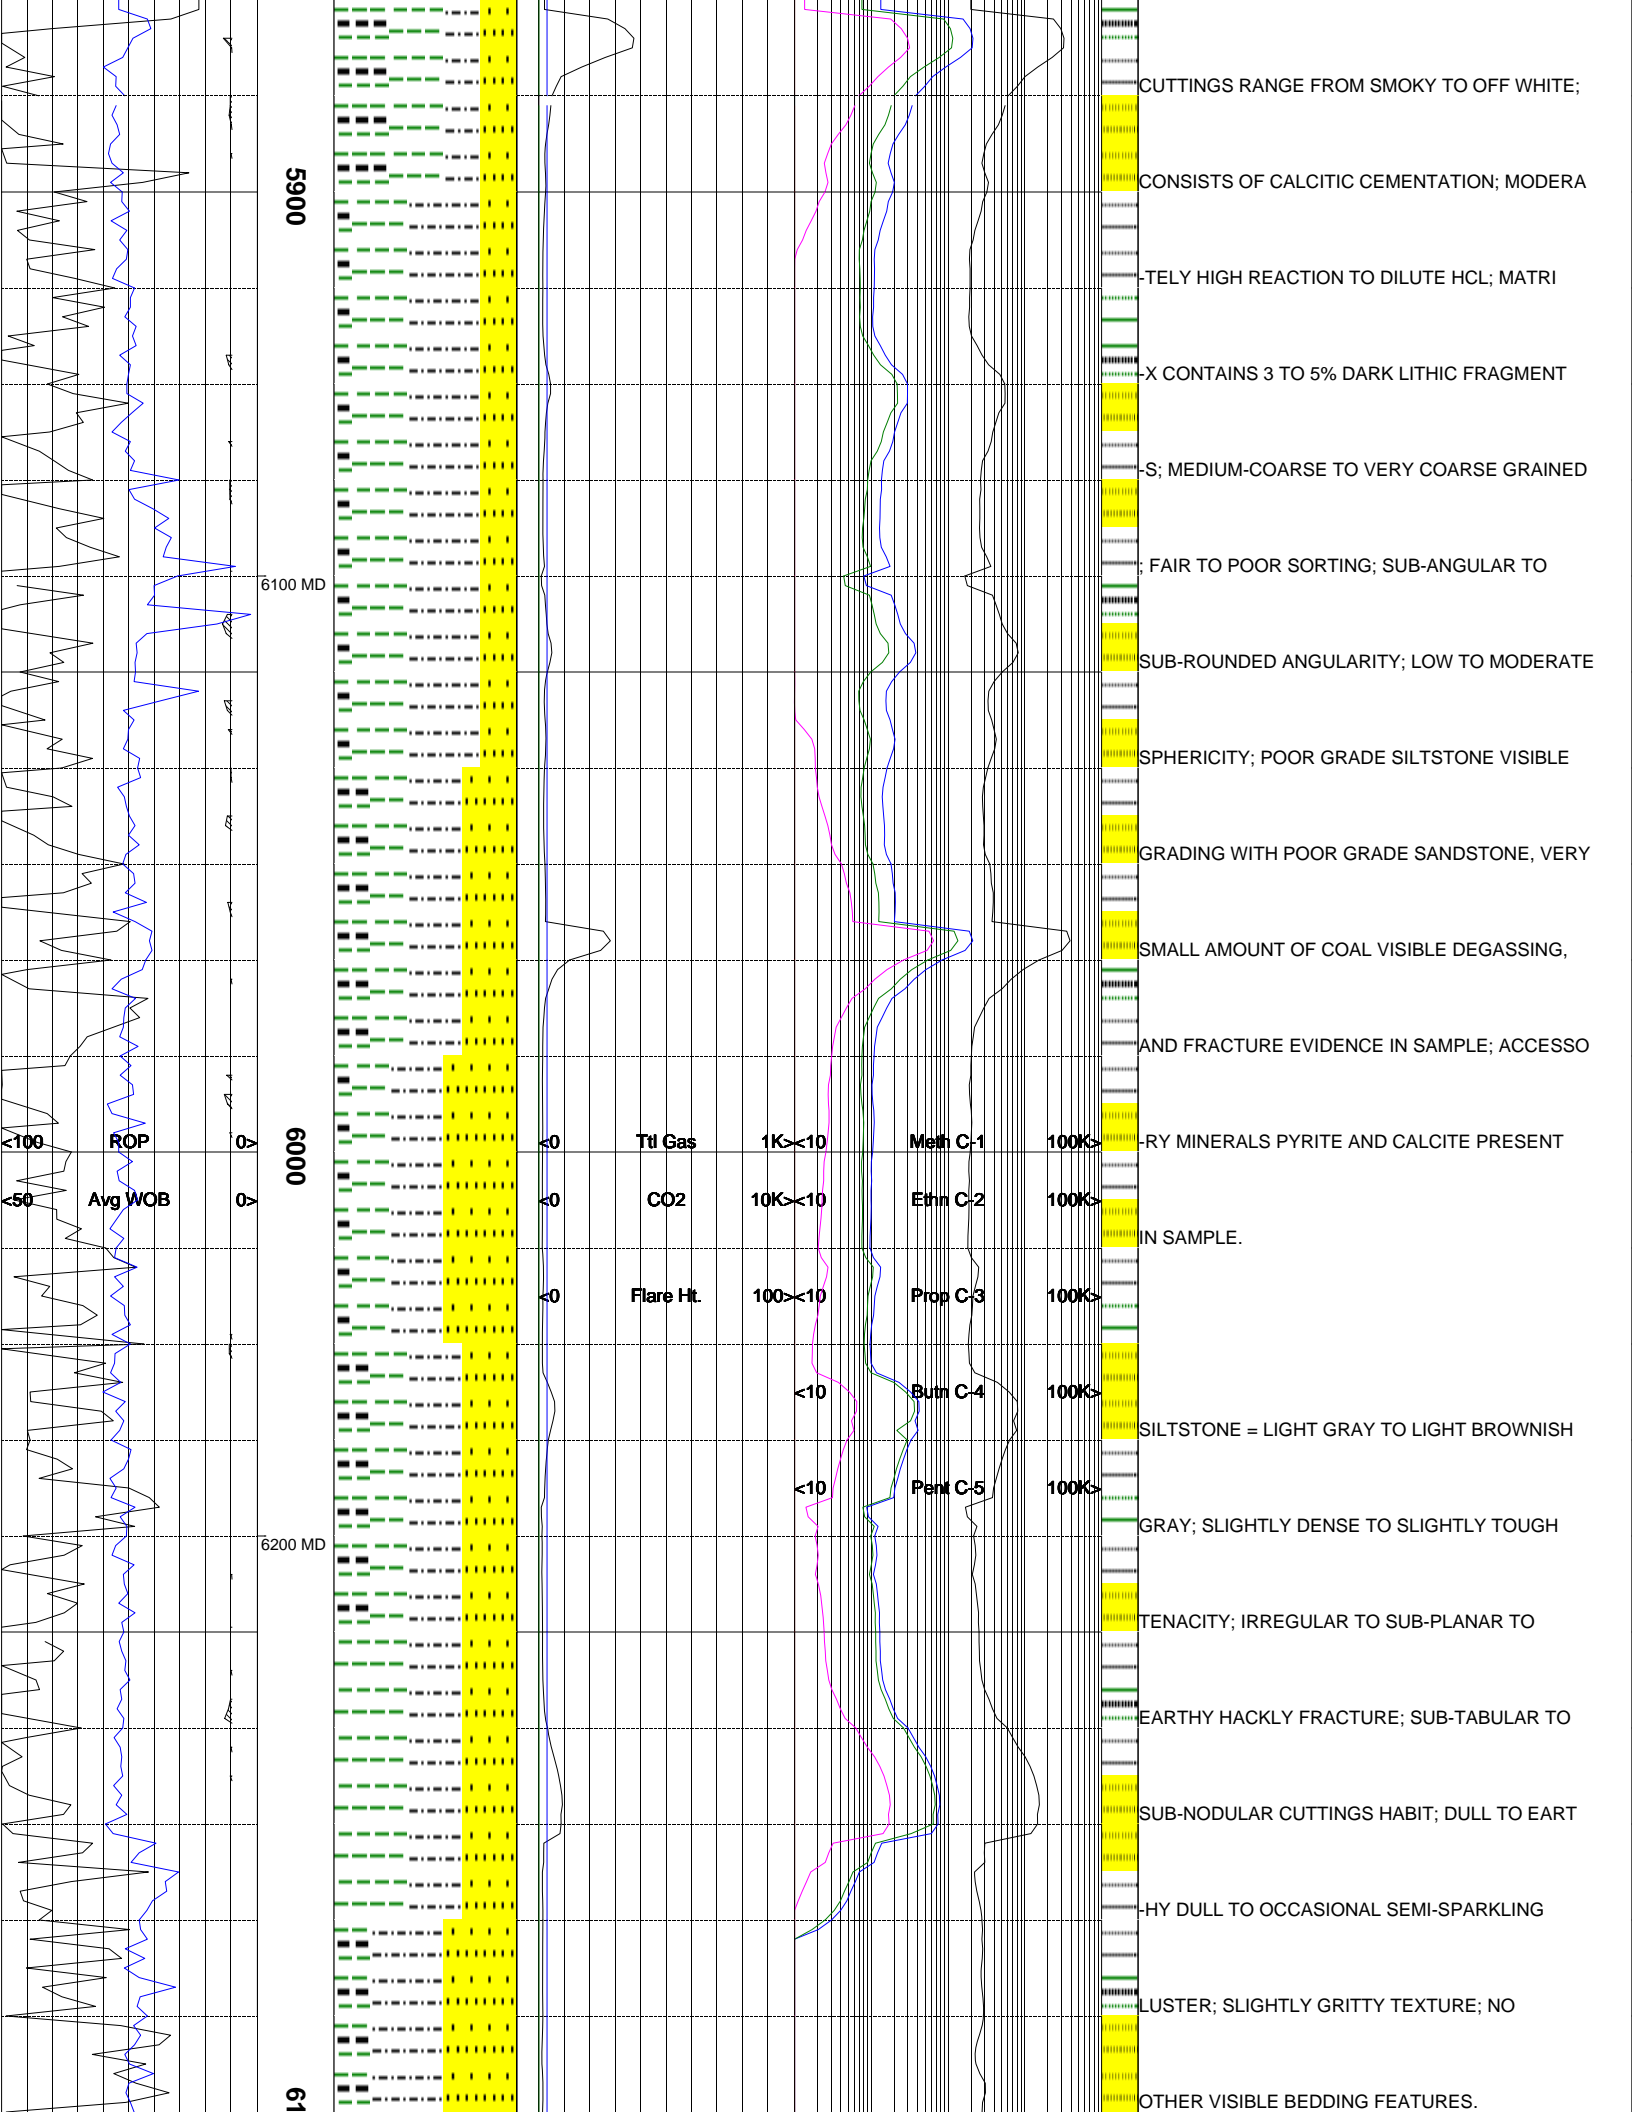 CUTTINGS RANGE FROM SMOKY TO OFF WHITE;
5900
CONSISTS OF CALCITIC CEMENTATION; MODERA
-TELY HIGH REACTION TO DILUTE HCL; MATRI
-X CONTAINS 3 TO 5% DARK LITHIC FRAGMENT
-S; MEDIUM-COARSE TO VERY COARSE GRAINED
; FAIR TO POOR SORTING; SUB-ANGULAR TO
6100 MD
SUB-ROUNDED ANGULARITY; LOW TO MODERATE
SPHERICITY; POOR GRADE SILTSTONE VISIBLE
GRADING WITH POOR GRADE SANDSTONE, VERY
SMALL AMOUNT OF COAL VISIBLE DEGASSING,
AND FRACTURE EVIDENCE IN SAMPLE; ACCESSO
<100 ROP 0> 6000 <0 Ttl Gas 1K> <10 Meth C-1 100K> -RY MINERALS PYRITE AND CALCITE PRESENT
<50 Avg WOB 0> <0 CO2 10K> <10 Ethn C-2 100K>
IN SAMPLE.
<0 Flare Ht. 100> <10 Prop C-3 100K>
<10 Butn C-4 100K>
SILTSTONE = LIGHT GRAY TO LIGHT BROWNISH
<10 Pent C-5 100K>
GRAY; SLIGHTLY DENSE TO SLIGHTLY TOUGH
6200 MD
TENACITY; IRREGULAR TO SUB-PLANAR TO
EARTHY HACKLY FRACTURE; SUB-TABULAR TO
SUB-NODULAR CUTTINGS HABIT; DULL TO EART
-HY DULL TO OCCASIONAL SEMI-SPARKLING
LUSTER; SLIGHTLY GRITTY TEXTURE; NO
61
OTHER VISIBLE BEDDING FEATURES.